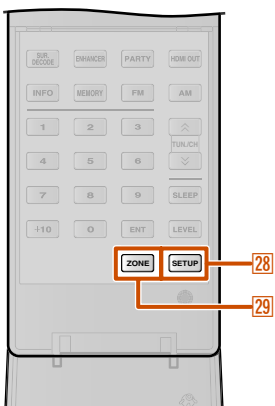 SUR. DECODE ENHANCER PARTY HDMI OUT
INFO MEMORY FM AM
1 2 3
TUN./CH
4 5 6
7 8 9 SLEEP
+10 0 ENT LEVEL
ZONE SETUP
28
29